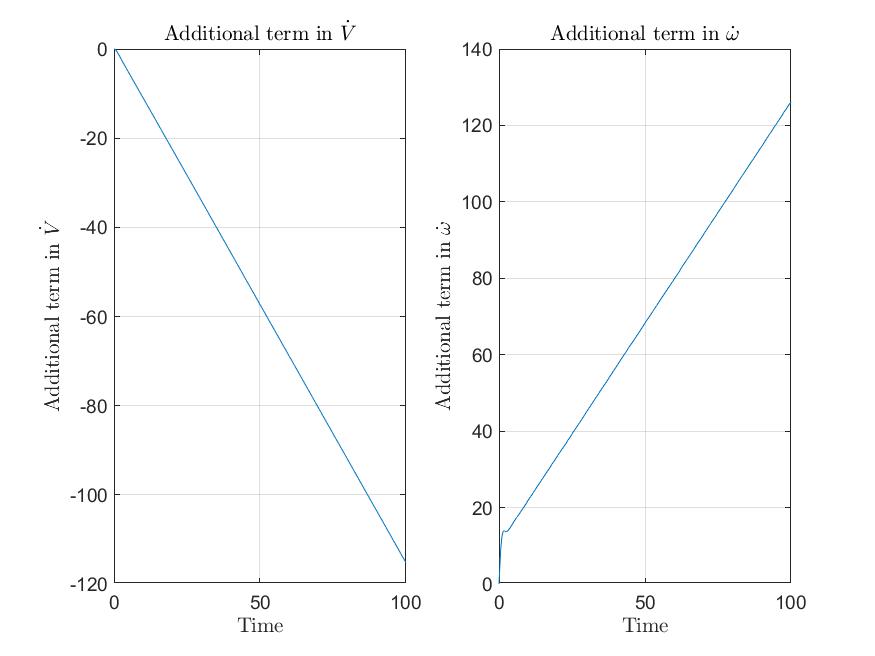 Additional term in V̇
0
-20
-40
-60
-80
-100
-120
0 50 100
Time
Additional term in V̇
Additional term in ω̇
140
120
100
80
60
40
20
0
0 50 100
Time
Additional term in ω̇